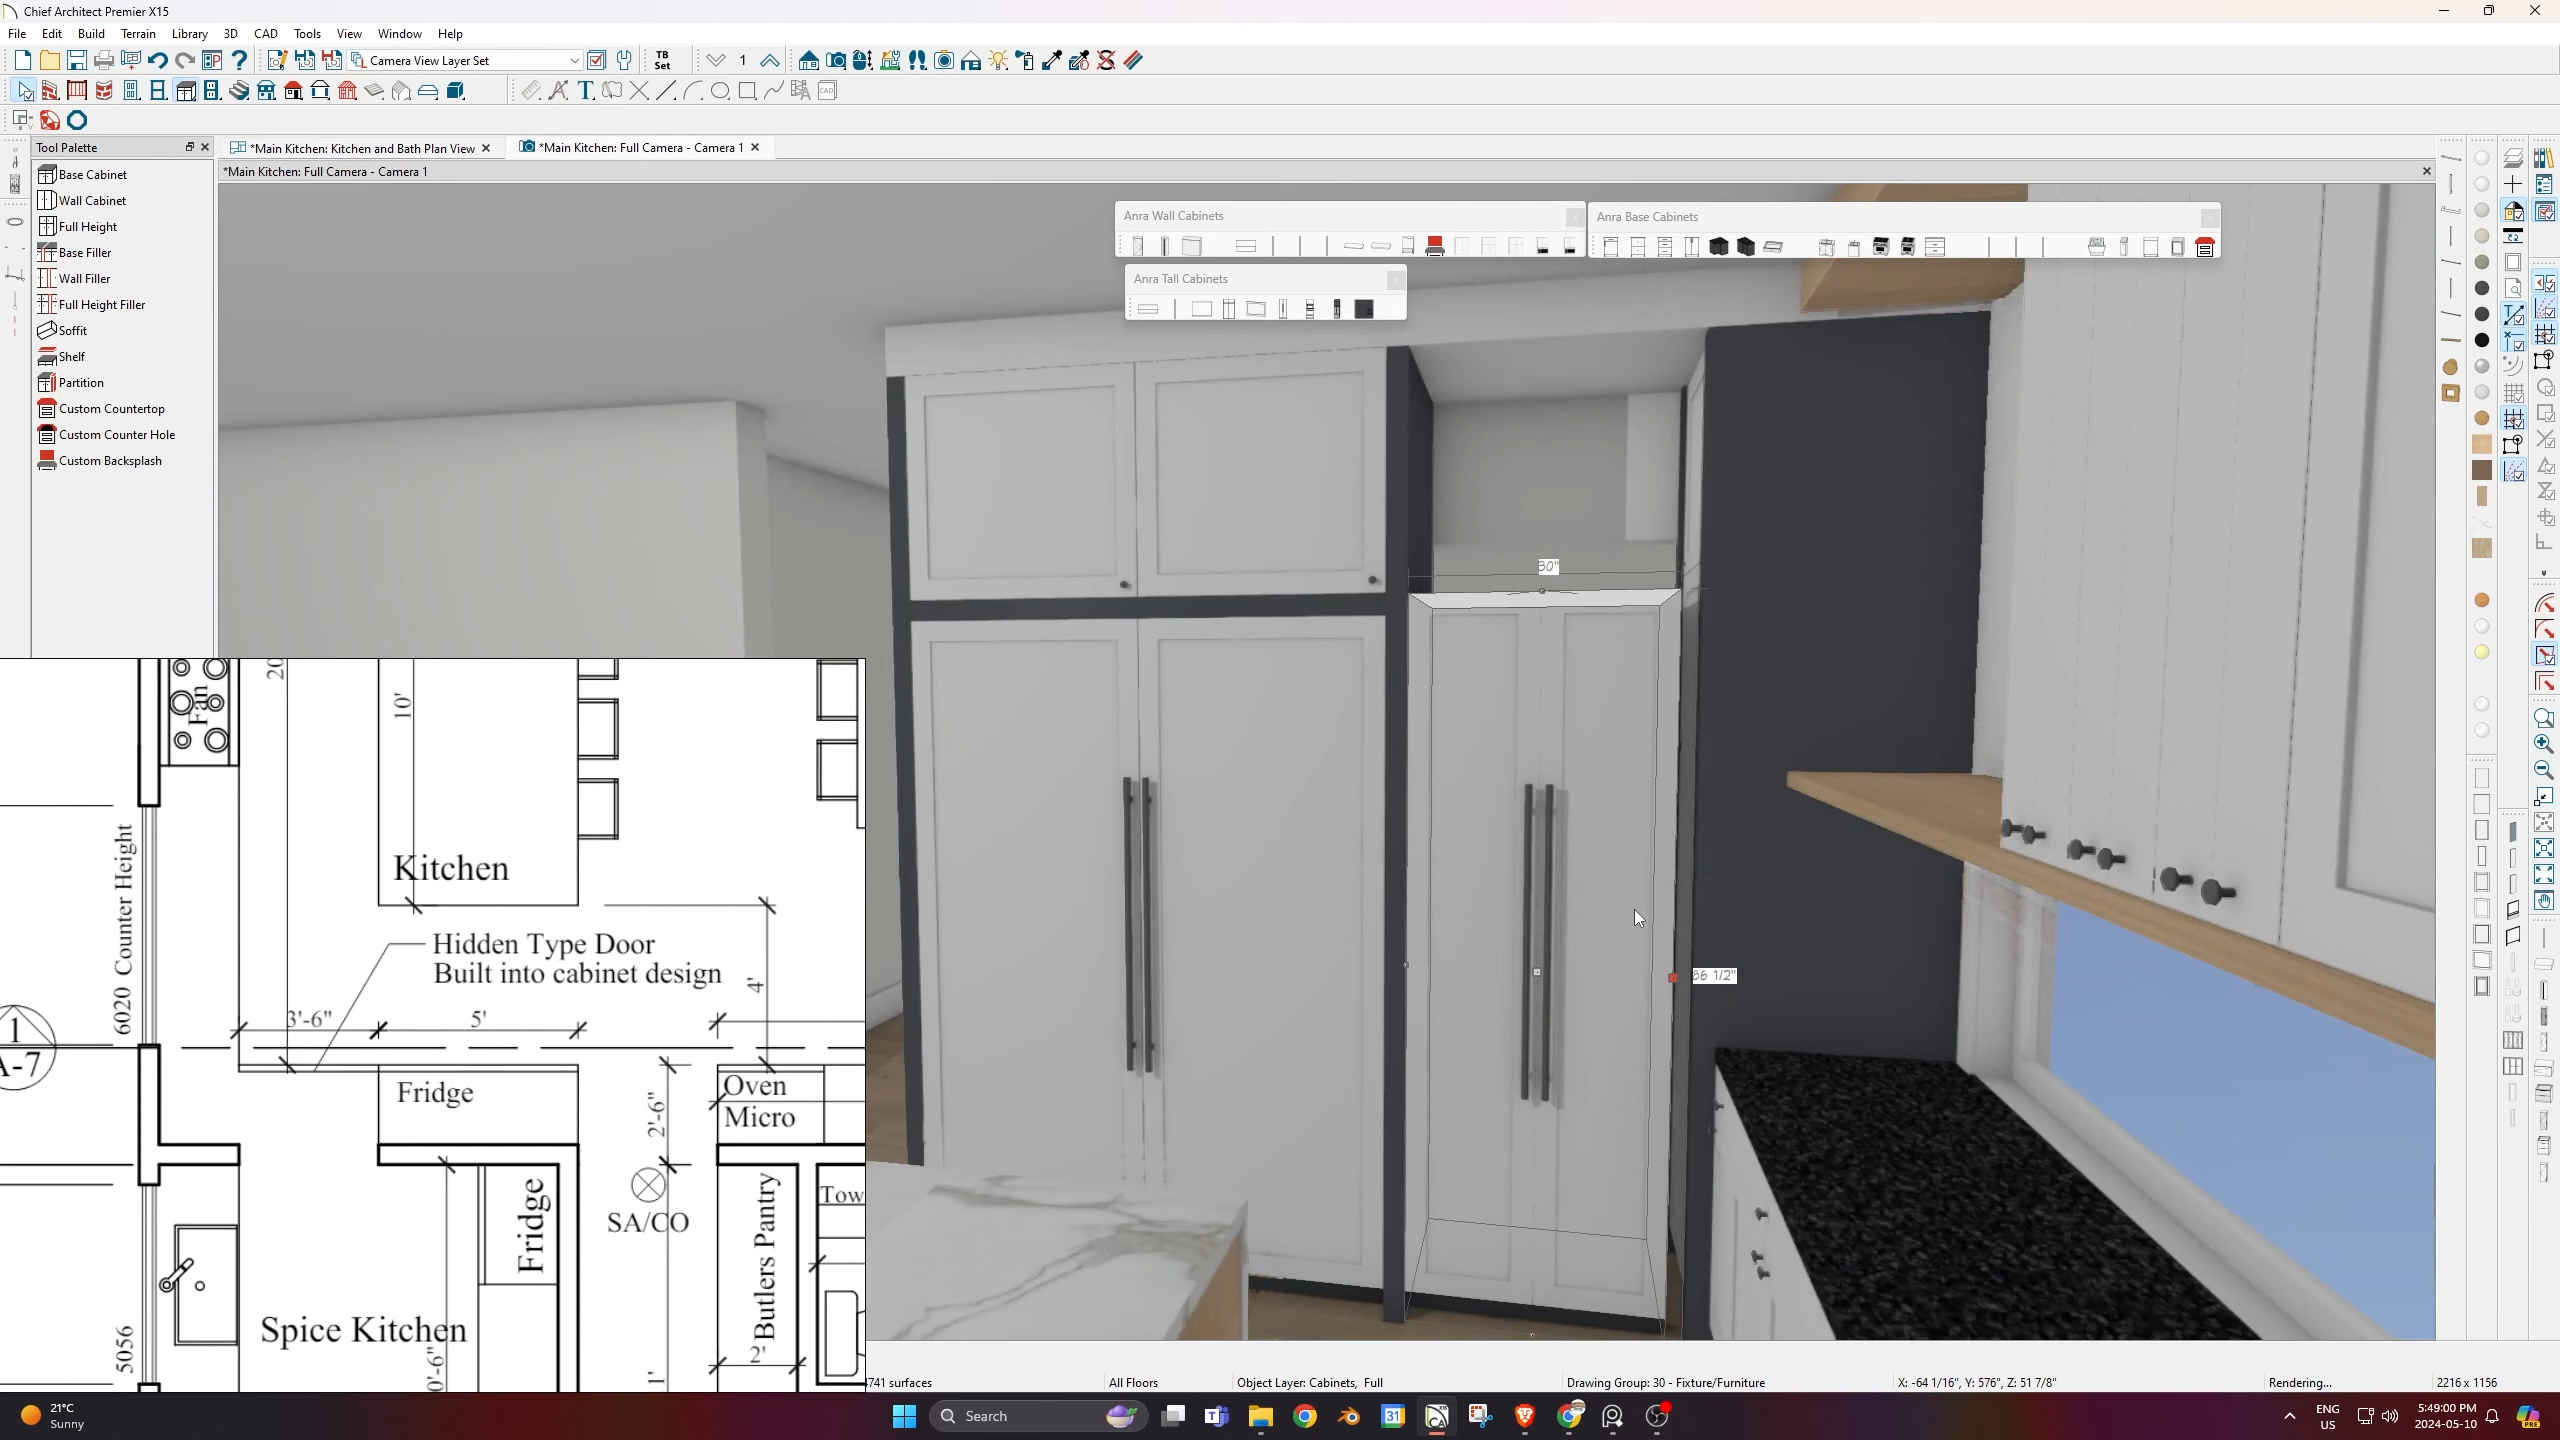 Chief Architect Premier X15
File Edit Build Terrain Library 3D CAD Tools View Window Help
Camera View Layer Set
TB Set
1
CAD
Tool Palette
*Main Kitchen: Kitchen and Bath Plan View
*Main Kitchen: Full Camera - Camera 1
*Main Kitchen: Full Camera - Camera 1
Base Cabinet
Wall Cabinet
Full Height
Base Filler
Wall Filler
Full Height Filler
Soffit
Shelf
Partition
Custom Countertop
Custom Counter Hole
Custom Backsplash
Anra Wall Cabinets
Anra Base Cabinets
Anra Tall Cabinets
30"
86 1/2"
Fan
10'
Kitchen
6020 Counter Height
Hidden Type Door
Built into cabinet design
4'
1
A-7
3'-6"
5'
Fridge
2'-6"
Oven
Micro
Fridge
SA/CO
Butlers Pantry
Tow
Spice Kitchen
5056
0'-6"
1'
2'
741 surfaces
All Floors
Object Layer: Cabinets, Full
Drawing Group: 30 - Fixture/Furniture
X: -64 1/16", Y: 576", Z: 51 7/8"
Rendering...
2216 x 1156
21°C
Sunny
Search
31
ENG
US
5:49:00 PM
2024-05-10